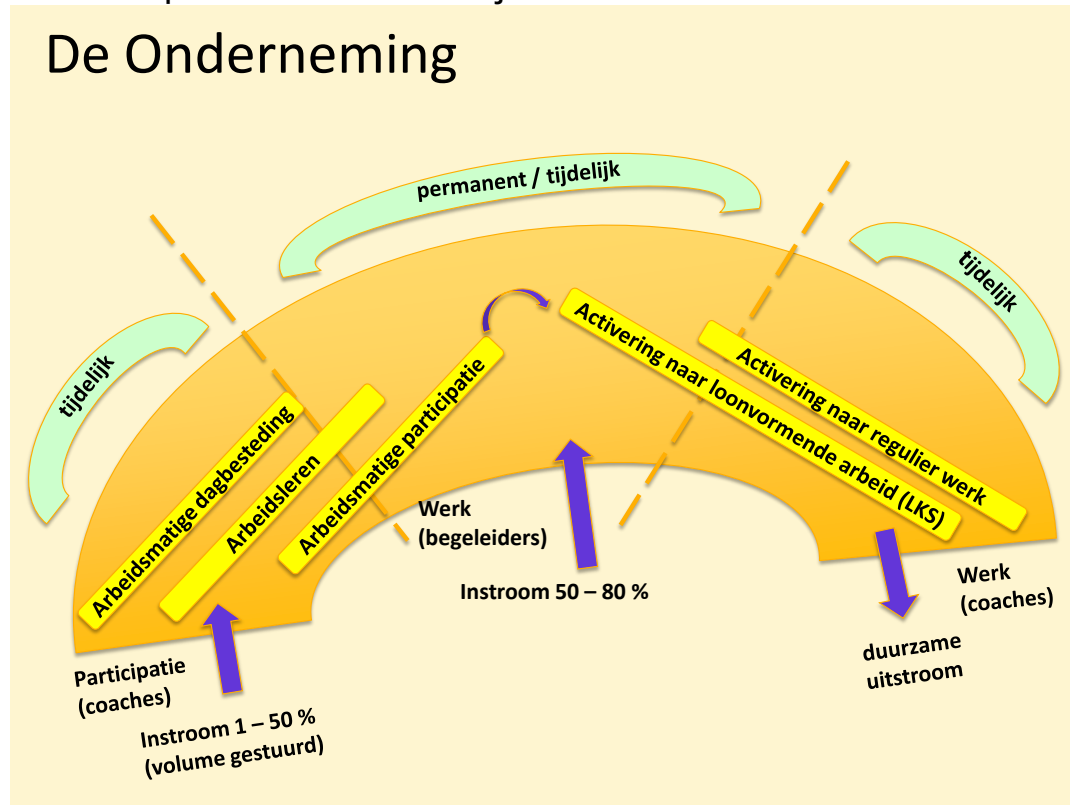 De Onderneming
permanent / tijdelijk
tijdelijk
tijdelijk
Arbeidsmatige dagbesteding
Arbeidsleren
Arbeidsmatige participatie
Activering naar loonvormende arbeid (LKS)
Activering naar regulier werk
Werk
(begeleiders)
Instroom 50 – 80 %
Werk
(coaches)
duurzame
uitstroom
Participatie
(coaches)
Instroom 1 – 50 %
(volume gestuurd)